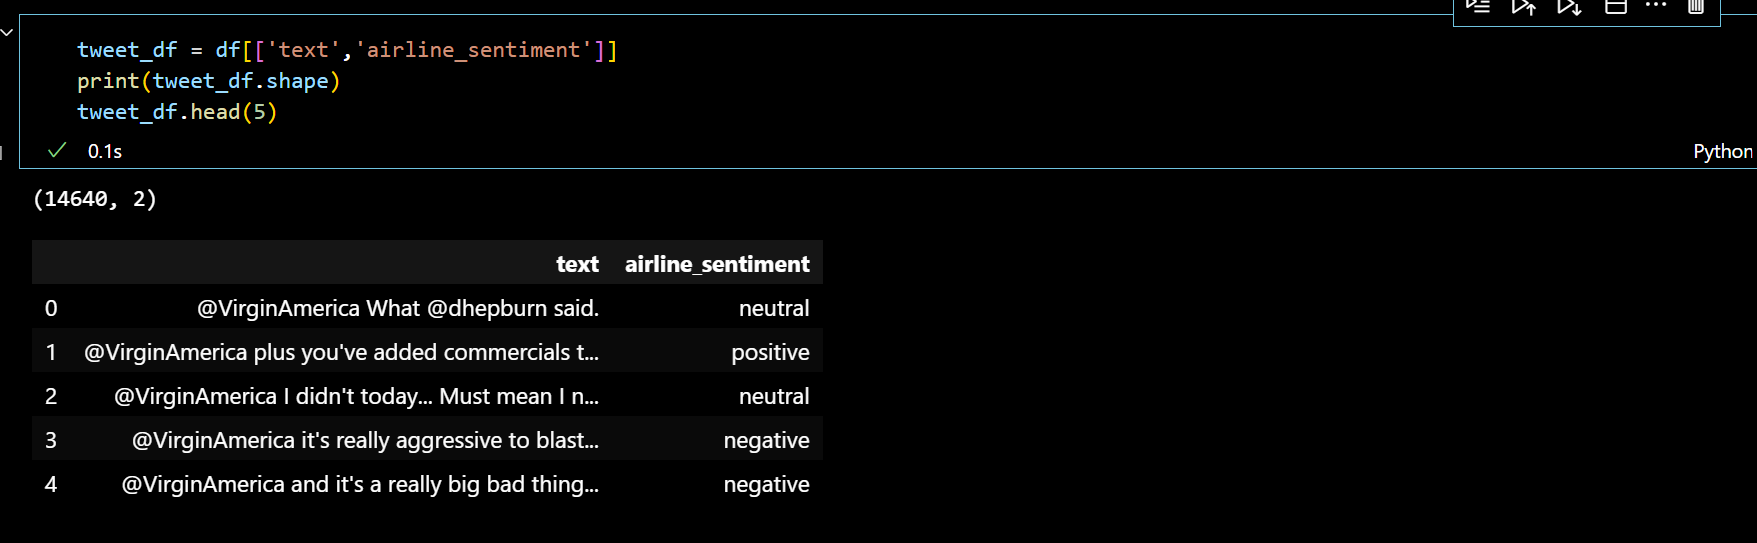 tweet_df = df[['text','airline_sentiment']]
print(tweet_df.shape)
tweet_df.head(5)
0.1s
Python
(14640, 2)
text airline_sentiment
0 @VirginAmerica What @dhepburn said. neutral
1 @VirginAmerica plus you've added commercials t... positive
2 @VirginAmerica I didn't today... Must mean I n... neutral
3 @VirginAmerica it's really aggressive to blast... negative
4 @VirginAmerica and it's a really big bad thing... negative